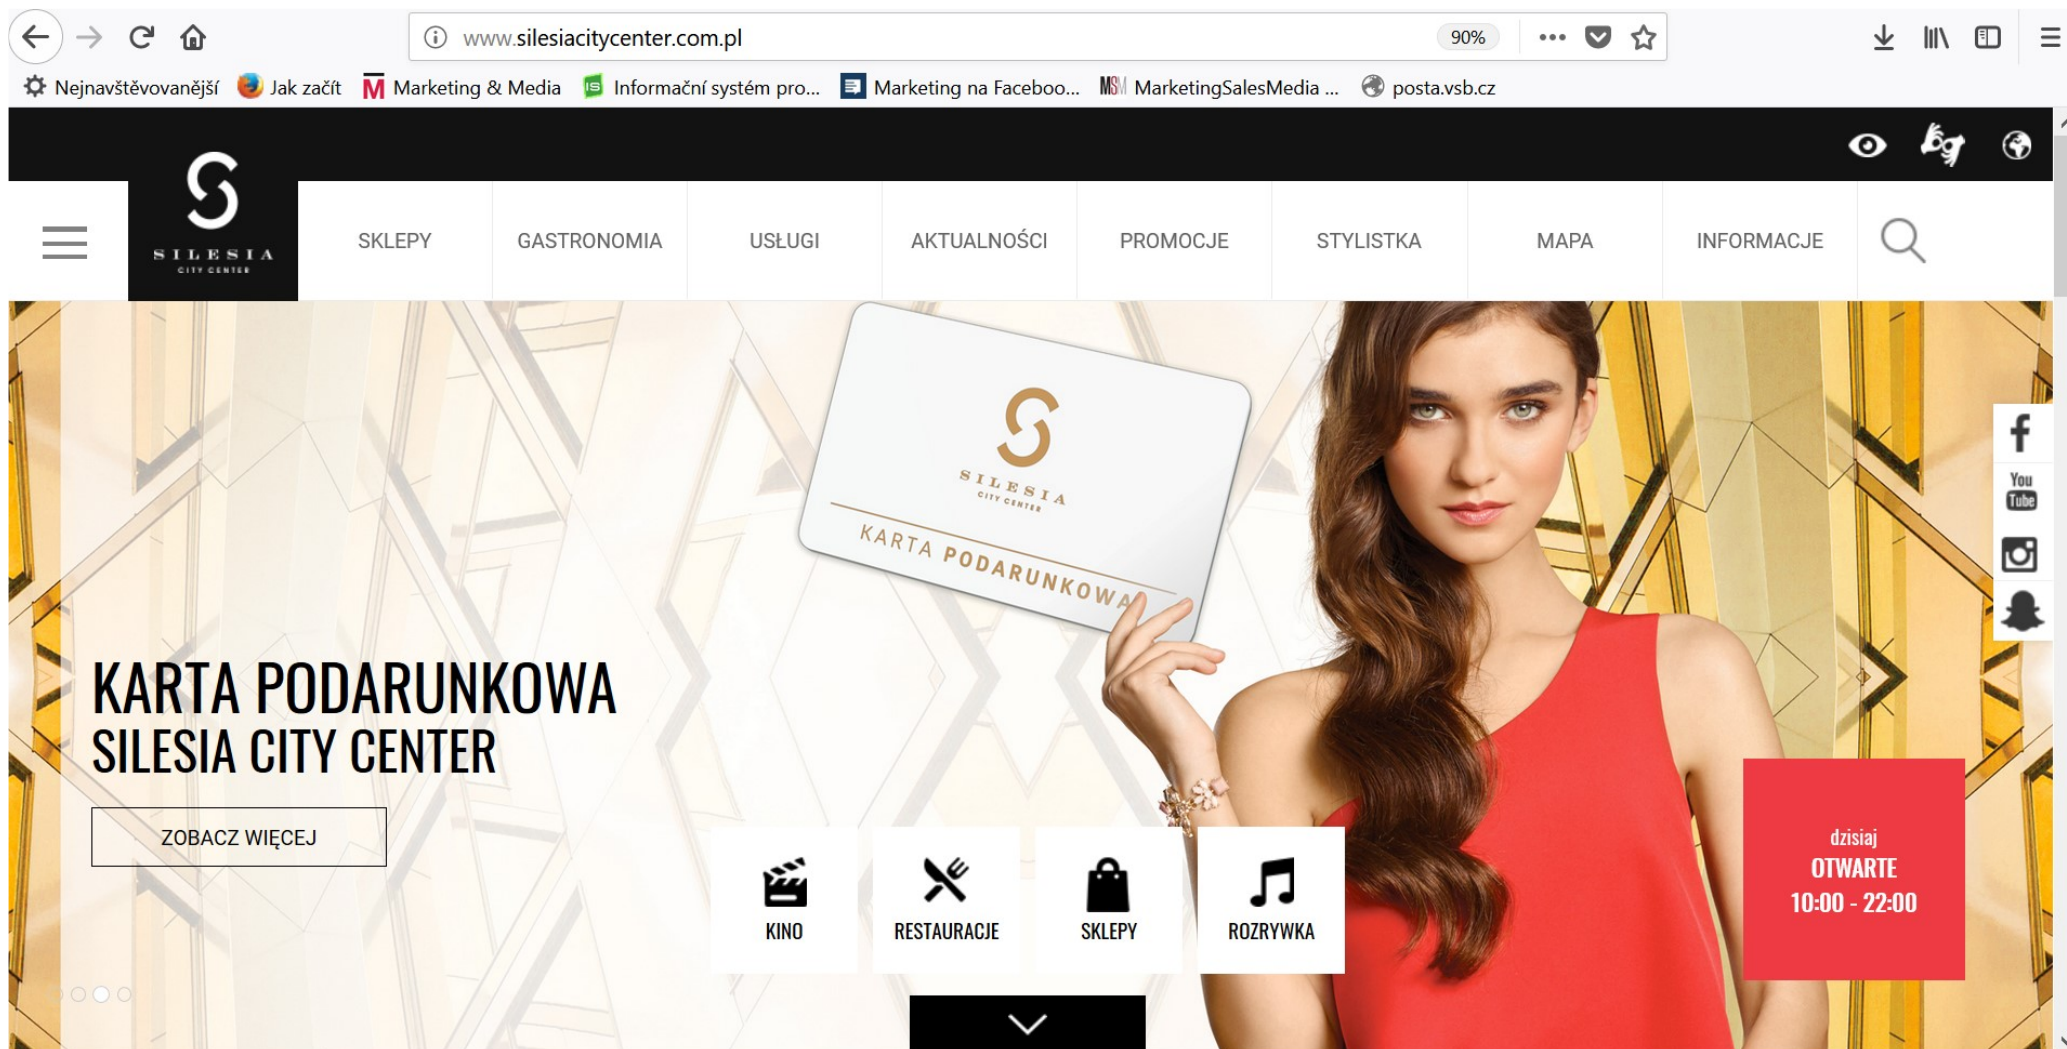 www.silesiacitycenter.com.pl
90%
Nejnavštěvovanější Jak začít M Marketing & Media IS Informační systém pro... Marketing na Faceboo... MSM MarketingSalesMedia ... posta.vsb.cz
SILESIA
CITY CENTER
SKLEPY GASTRONOMIA USŁUGI AKTUALNOŚCI PROMOCJE STYLISTKA MAPA INFORMACJE
SILESIA
CITY CENTER
KARTA PODARUNKOWA
f
You
Tube
KARTA PODARUNKOWA
SILESIA CITY CENTER
ZOBACZ WIĘCEJ
KINO
RESTAURACJE
SKLEPY
ROZRYWKA
dzisiaj
OTWARTE
10:00 - 22:00